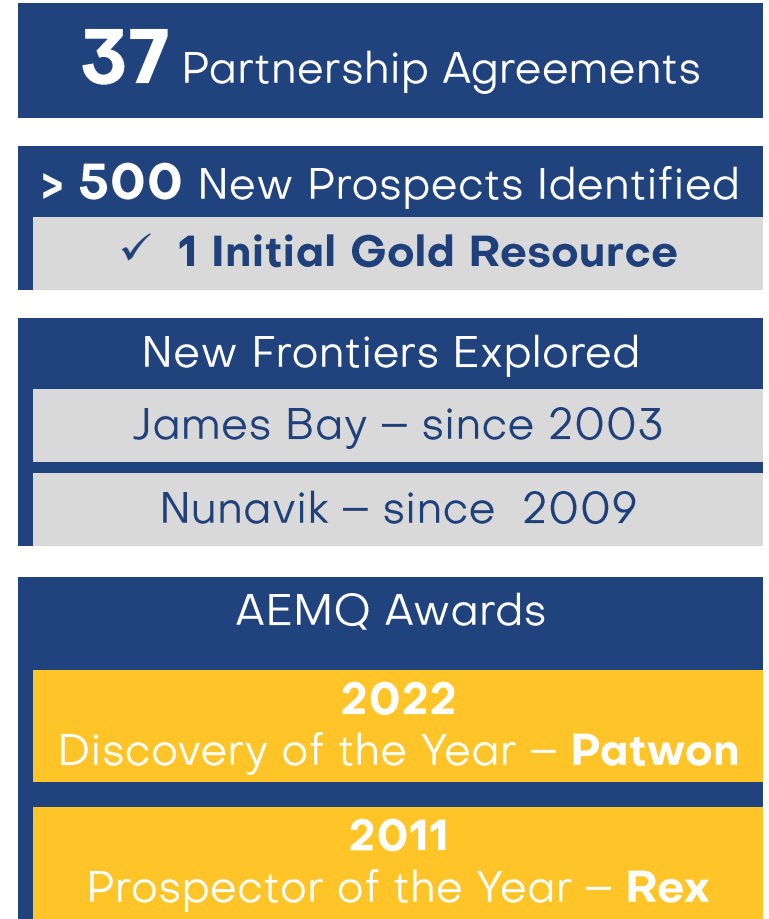 37 Partnership Agreements
> 500 New Prospects Identified
✓ 1 Initial Gold Resource
New Frontiers Explored
James Bay – since 2003
Nunavik – since 2009
AEMQ Awards
2022
Discovery of the Year – Patwon
2011
Prospector of the Year – Rex